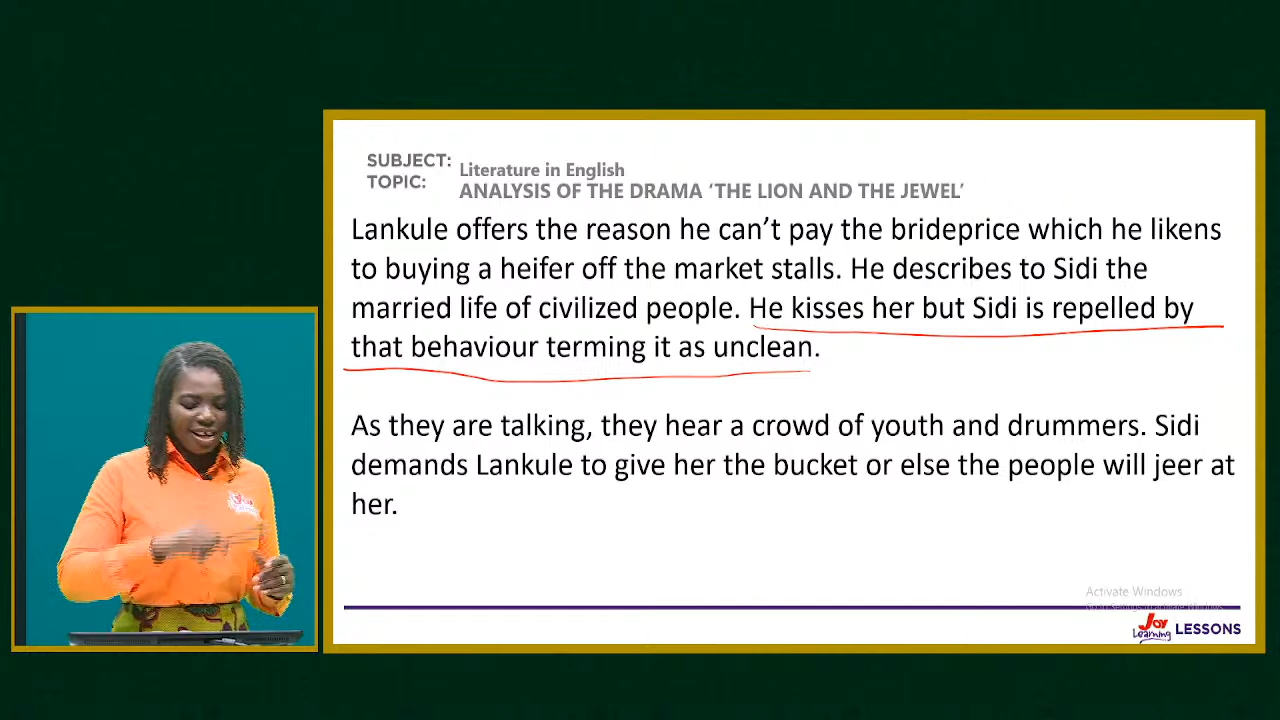 SUBJECT: Literature in English
TOPIC: ANALYSIS OF THE DRAMA ‘THE LION AND THE JEWEL’
Lankule offers the reason he can’t pay the brideprice which he likens
to buying a heifer off the market stalls. He describes to Sidi the
married life of civilized people. He kisses her but Sidi is repelled by
that behaviour terming it as unclean.
As they are talking, they hear a crowd of youth and drummers. Sidi
demands Lankule to give her the bucket or else the people will jeer at
her.
Activate Windows
Joy Learning LESSONS